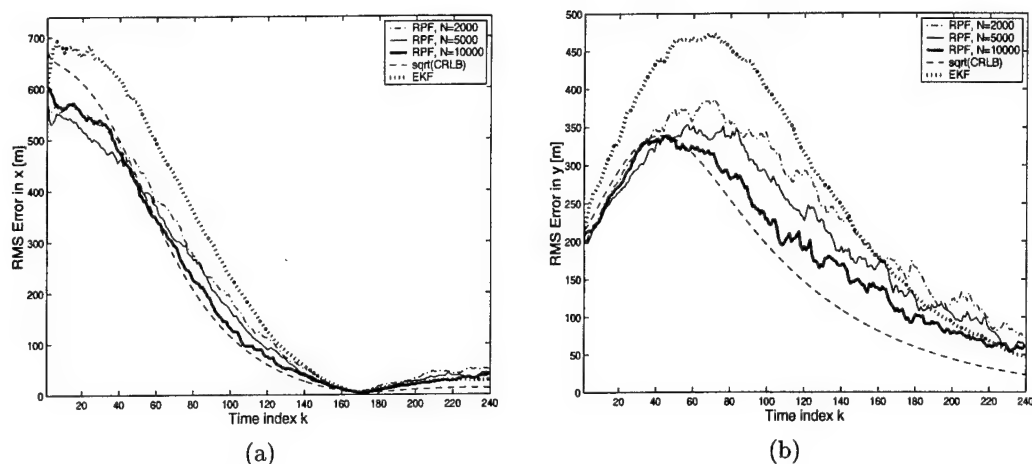 RMS Error in x [m]
700
600
500
400
300
200
100
0
20 40 60 80 100 120 140 160 180 200 220 240
Time index k
RPF, N=2000
RPF, N=5000
RPF, N=10000
sqrt(CRLB)
EKF
(a)
RMS Error in y [m]
500
450
400
350
300
250
200
150
100
50
0
20 40 60 80 100 120 140 160 180 200 220 240
Time index k
RPF, N=2000
RPF, N=5000
RPF, N=10000
sqrt(CRLB)
EKF
(b)